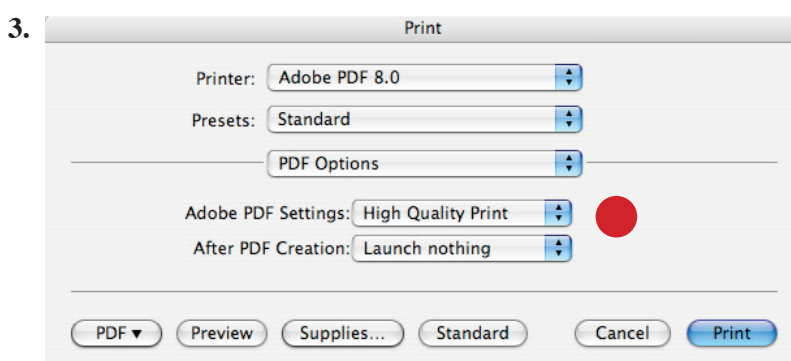 3.
Print
Printer: Adobe PDF 8.0
Presets: Standard
PDF Options
Adobe PDF Settings: High Quality Print
After PDF Creation: Launch nothing
PDF ▼ Preview Supplies... Standard Cancel Print